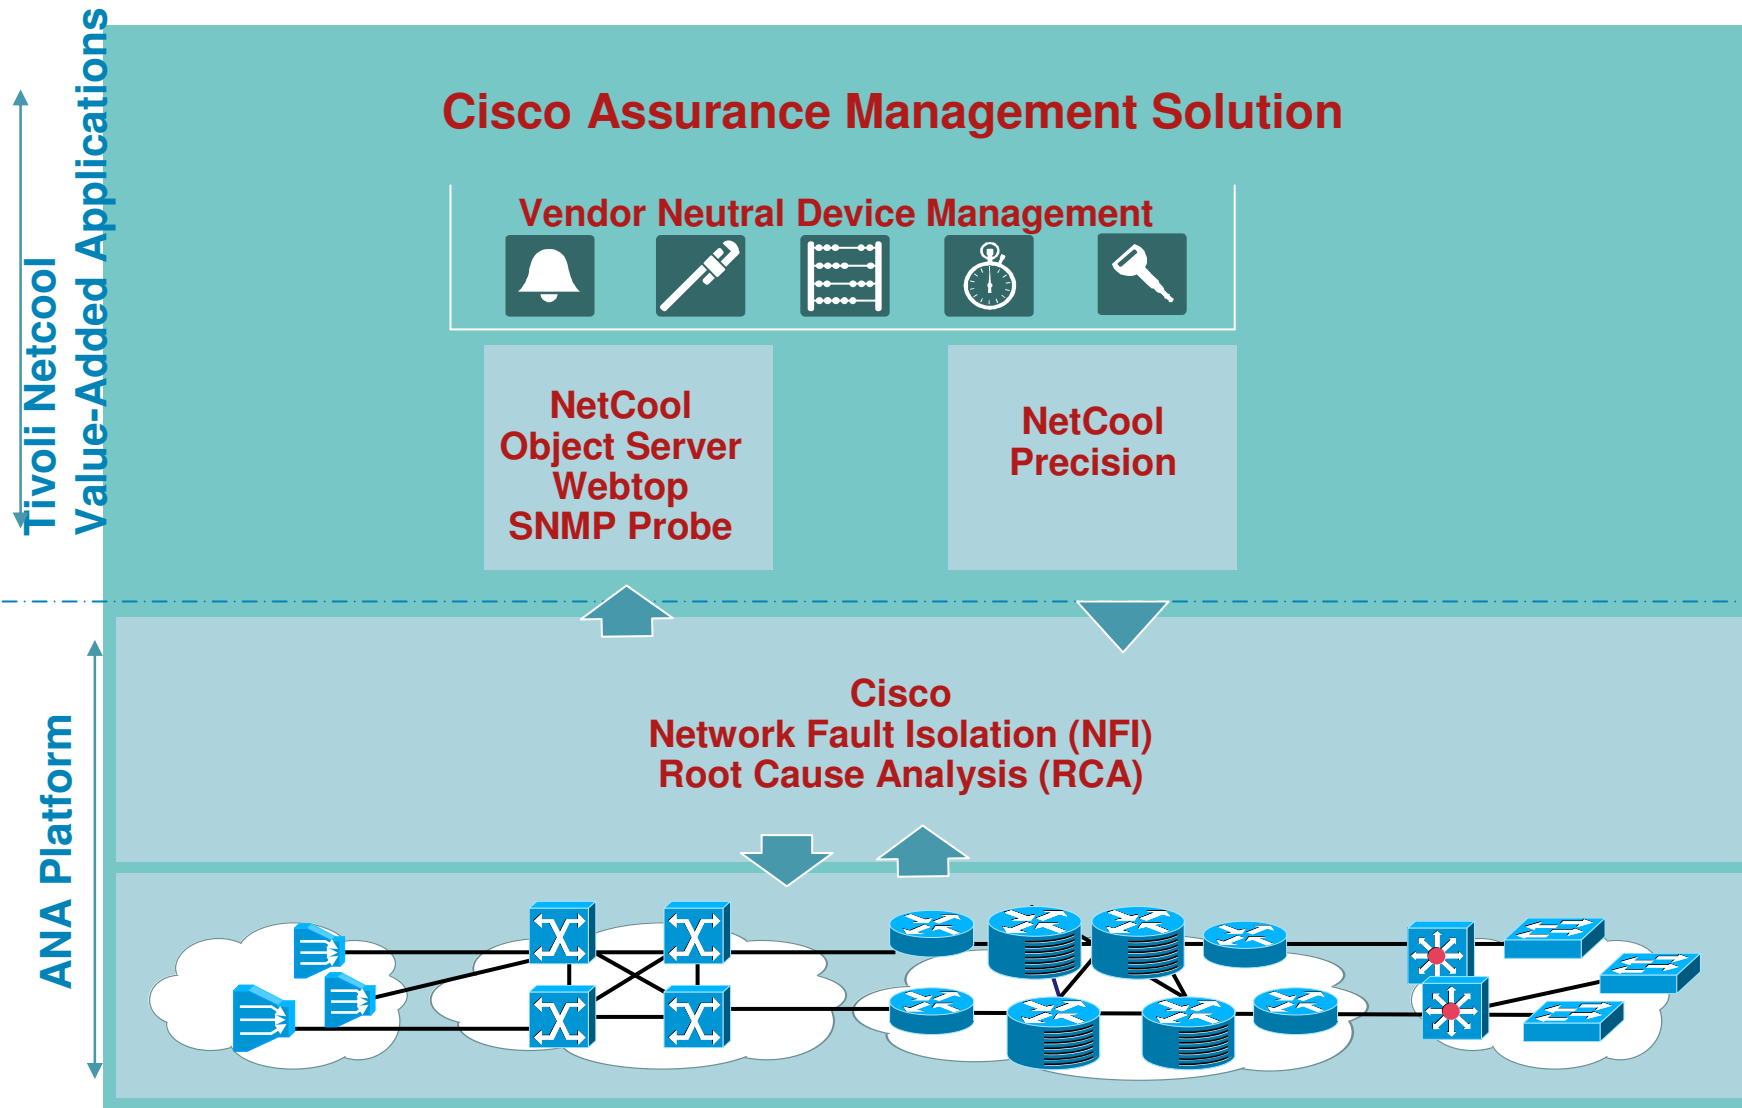 Cisco Assurance Management Solution
Vendor Neutral Device Management
Tivoli Netcool
Value-Added Applications
NetCool
Object Server
Webtop
SNMP Probe
NetCool
Precision
ANA Platform
Cisco
Network Fault Isolation (NFI)
Root Cause Analysis (RCA)